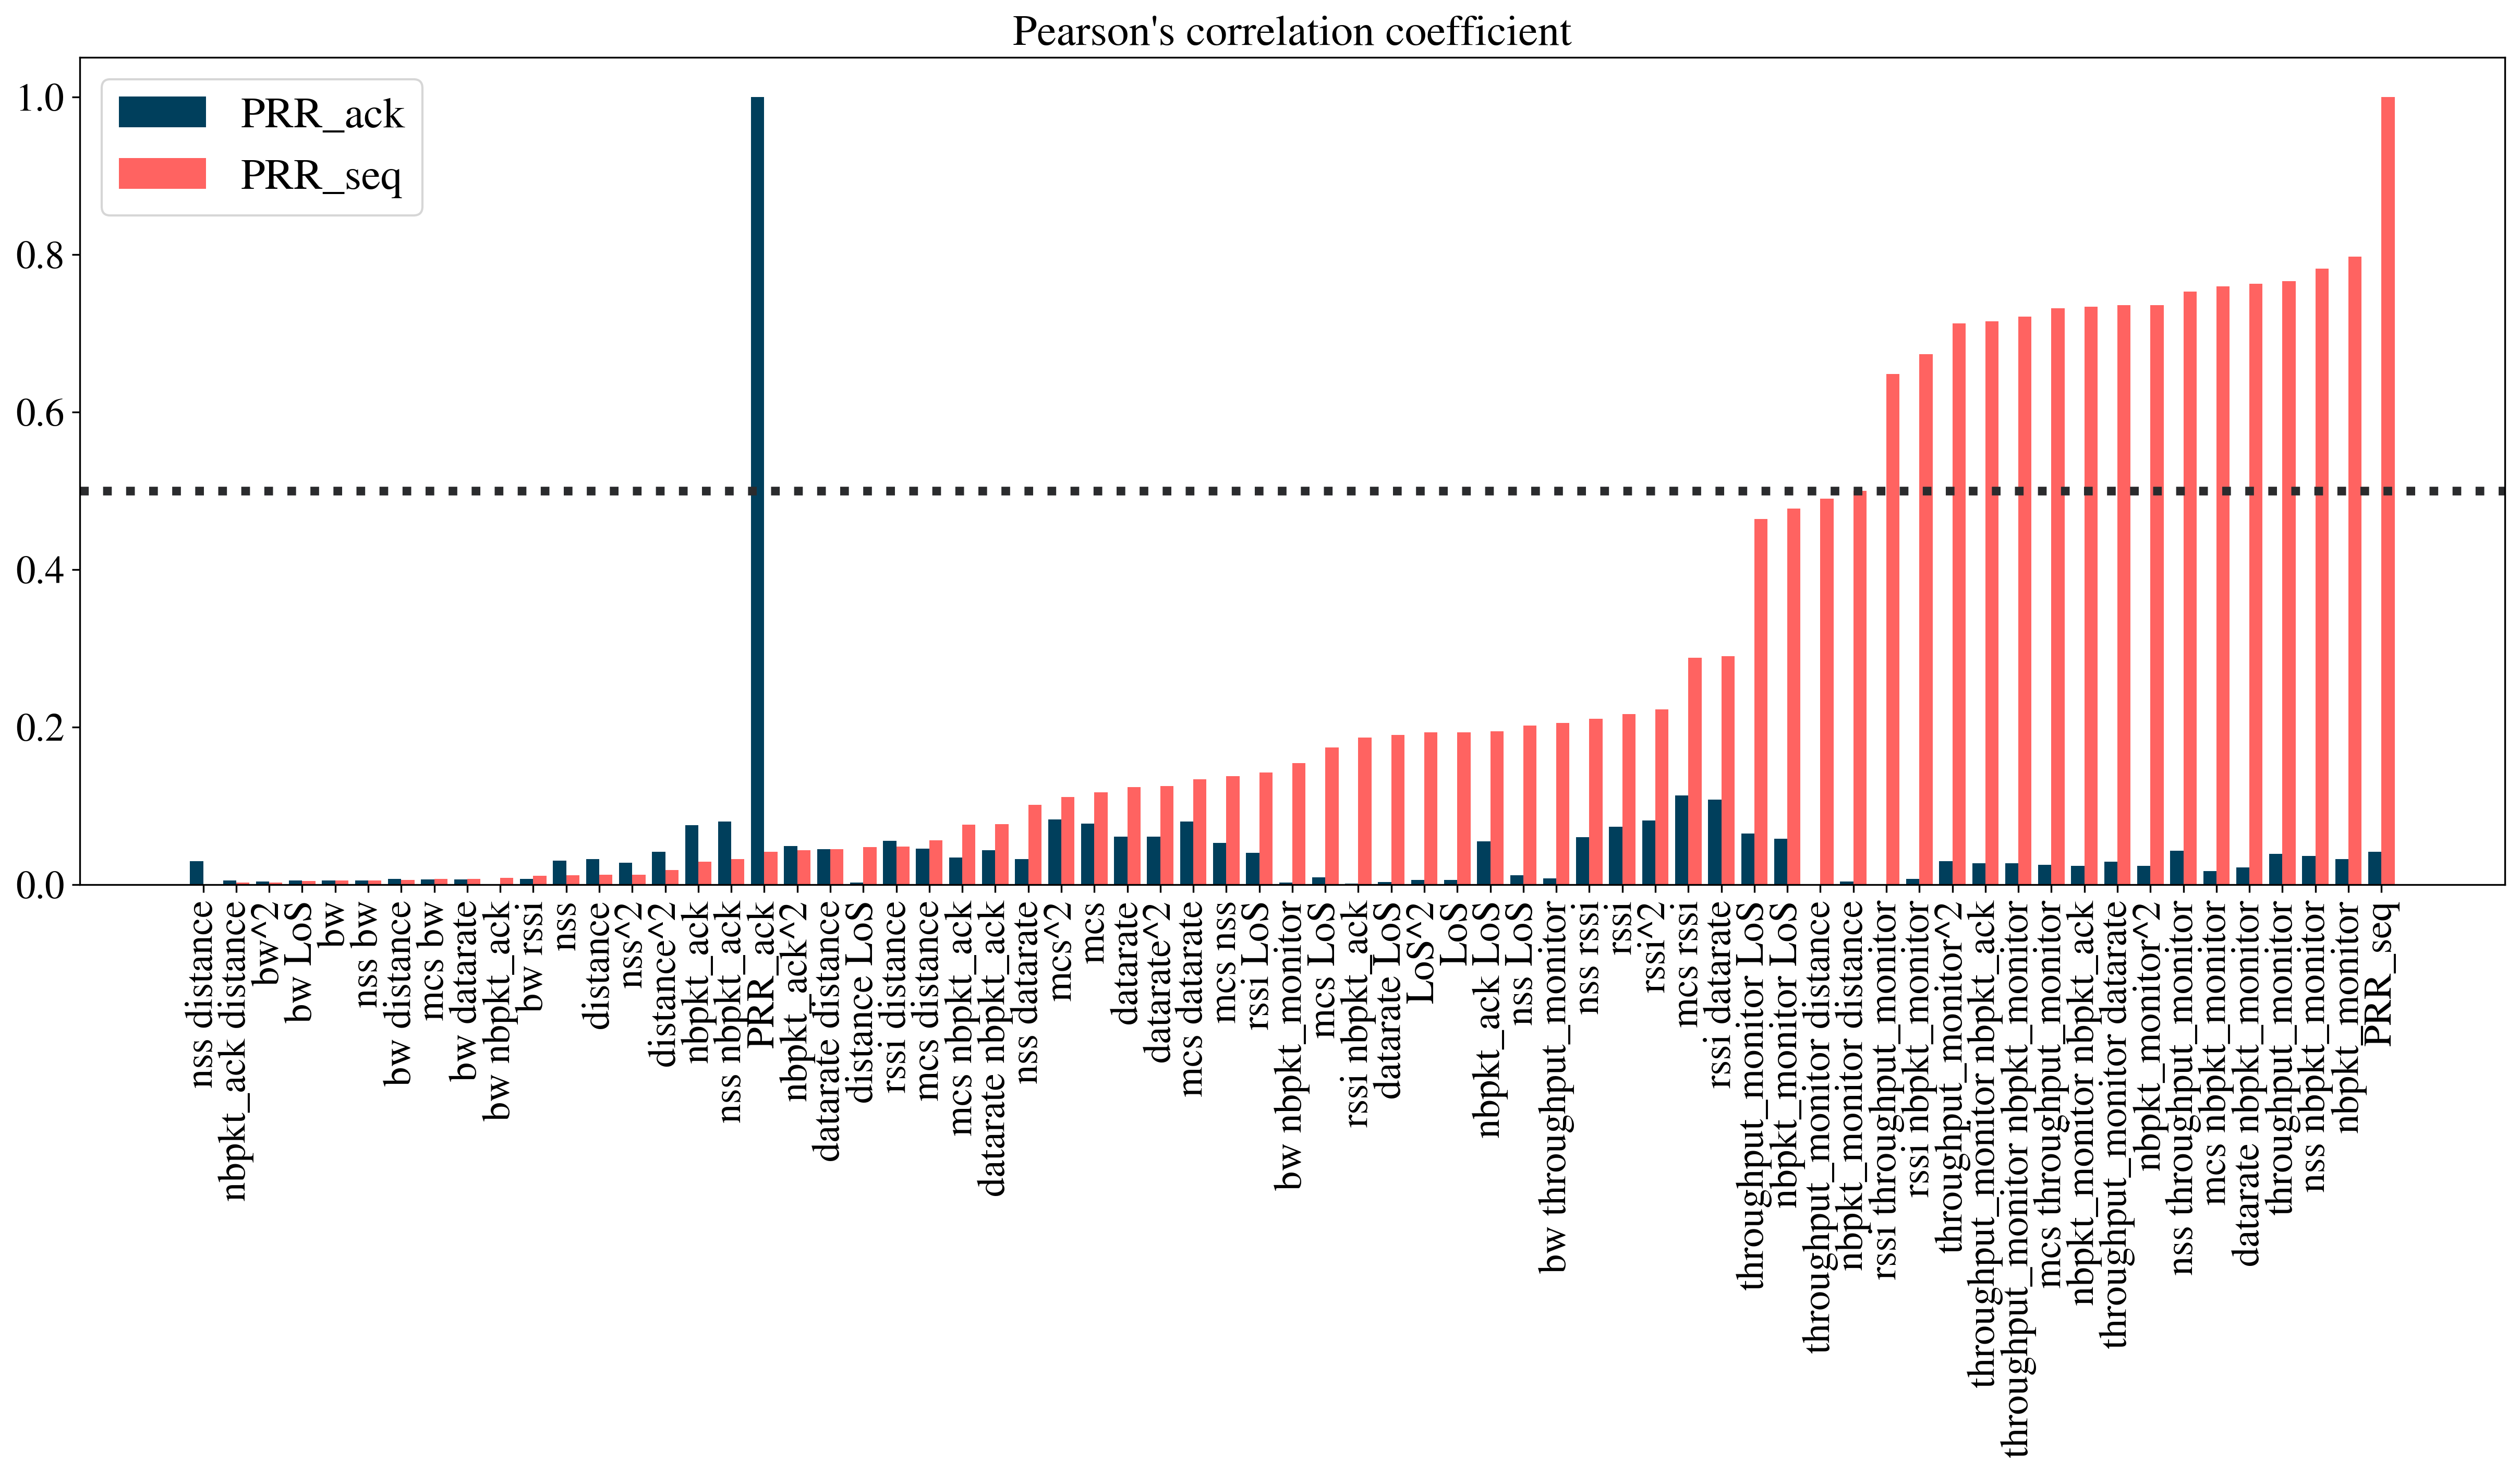 Pearson's correlation coefficient
PRR_ack
PRR_seq
1.0
0.8
0.6
0.4
0.2
0.0
nss distance
nbpkt_ack distance
bw^2
bw LoS
bw
nss bw
bw distance
mcs bw
bw datarate
bw nbpkt_ack
bw rssi
nss
distance
nss^2
distance^2
nbpkt_ack
nss nbpkt_ack
PRR_ack
nbpkt_ack^2
datarate distance
distance LoS
rssi distance
mcs distance
mcs nbpkt_ack
datarate nbpkt_ack
nss datarate
mcs^2
mcs
datarate
datarate^2
mcs datarate
mcs nss
rssi LoS
bw nbpkt_monitor
mcs LoS
rssi nbpkt_ack
datarate LoS
LoS^2
LoS
nbpkt_ack LoS
nss LoS
bw throughput_monitor
nss rssi
rssi
rssi^2
mcs rssi
rssi datarate
throughput_monitor LoS
nbpkt_monitor LoS
throughput_monitor distance
nbpkt_monitor distance
rssi throughput_monitor
rssi nbpkt_monitor
throughput_monitor^2
throughput_monitor nbpkt_ack
throughput_monitor nbpkt_monitor
mcs throughput_monitor
nbpkt_monitor nbpkt_ack
throughput_monitor datarate
nbpkt_monitor^2
nss throughput_monitor
mcs nbpkt_monitor
datarate nbpkt_monitor
throughput_monitor
nss nbpkt_monitor
nbpkt_monitor
PRR_seq